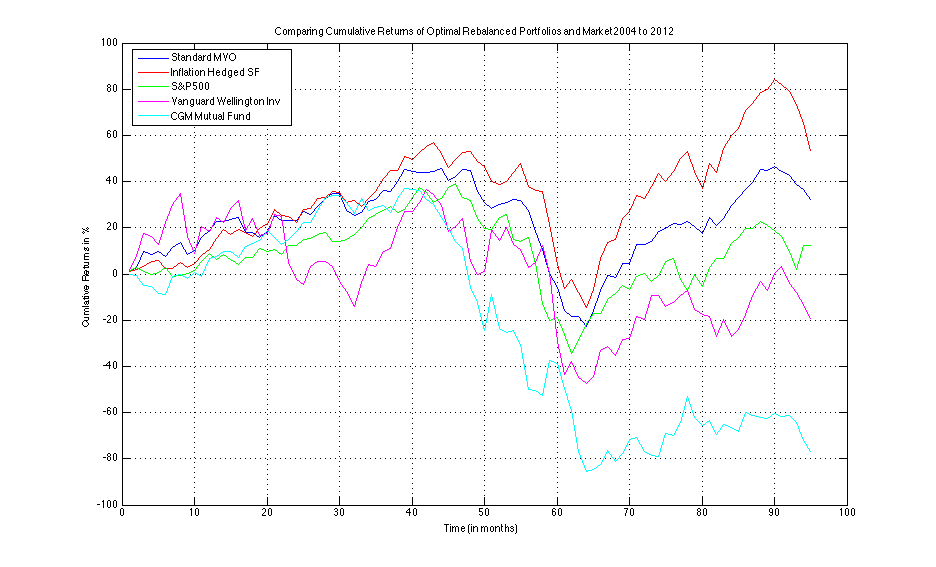 Comparing Cumulative Returns of Optimal Rebalanced Portfolios and Market 2004 to 2012
100
80
60
40
20
0
-20
-40
-60
-80
-100
Standard MVO
Inflation Hedged SF
S&P500
Vanguard Wellington Inv
CGM Mutual Fund
Cumlative Returns in %
0 10 20 30 40 50 60 70 80 90 100
Time (in months)